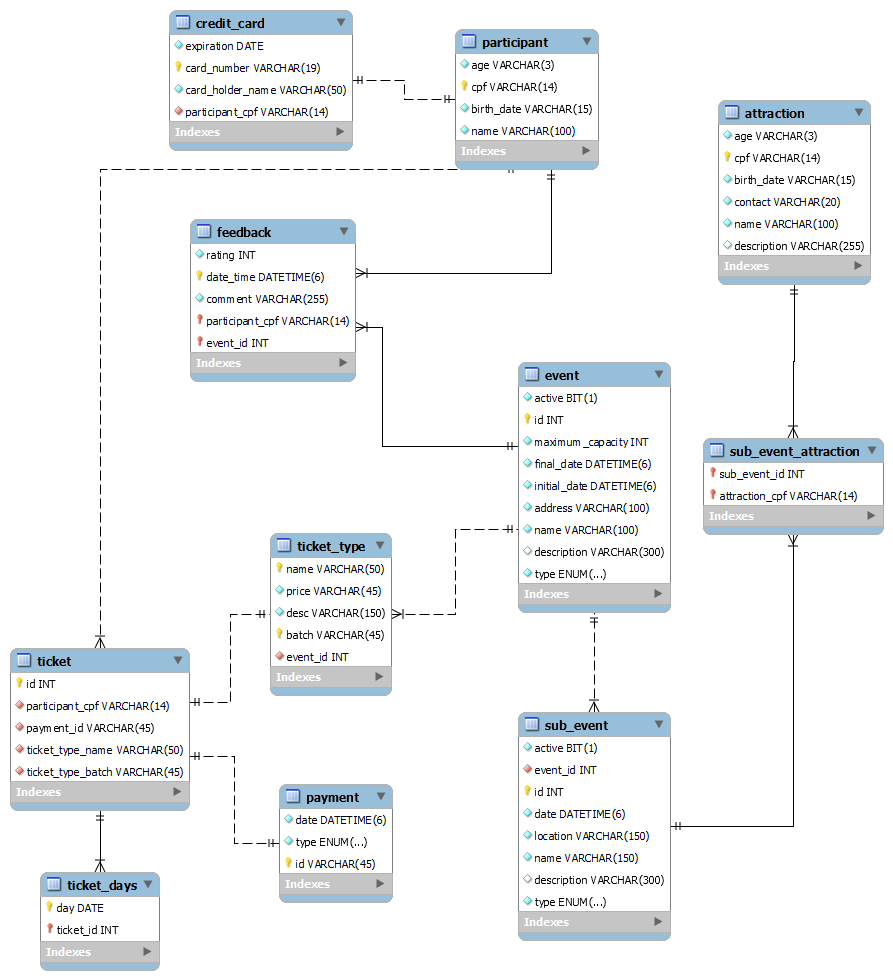 credit_card
expiration DATE
card_number VARCHAR(19)
card_holder_name VARCHAR(50)
participant_cpf VARCHAR(14)
Indexes
participant
age VARCHAR(3)
cpf VARCHAR(14)
birth_date VARCHAR(15)
name VARCHAR(100)
Indexes
attraction
age VARCHAR(3)
cpf VARCHAR(14)
birth_date VARCHAR(15)
contact VARCHAR(20)
name VARCHAR(100)
description VARCHAR(255)
Indexes
feedback
rating INT
date_time DATETIME(6)
comment VARCHAR(255)
participant_cpf VARCHAR(14)
event_id INT
Indexes
event
active BIT(1)
id INT
maximum_capacity INT
final_date DATETIME(6)
initial_date DATETIME(6)
address VARCHAR(100)
name VARCHAR(100)
description VARCHAR(300)
type ENUM(...)
Indexes
sub_event_attraction
sub_event_id INT
attraction_cpf VARCHAR(14)
Indexes
ticket_type
name VARCHAR(50)
price VARCHAR(45)
desc VARCHAR(150)
batch VARCHAR(45)
event_id INT
Indexes
ticket
id INT
participant_cpf VARCHAR(14)
payment_id VARCHAR(45)
ticket_type_name VARCHAR(50)
ticket_type_batch VARCHAR(45)
Indexes
sub_event
active BIT(1)
event_id INT
id INT
date DATETIME(6)
location VARCHAR(150)
name VARCHAR(150)
description VARCHAR(300)
type ENUM(...)
Indexes
payment
date DATETIME(6)
type ENUM(...)
id VARCHAR(45)
Indexes
ticket_days
day DATE
ticket_id INT
Indexes